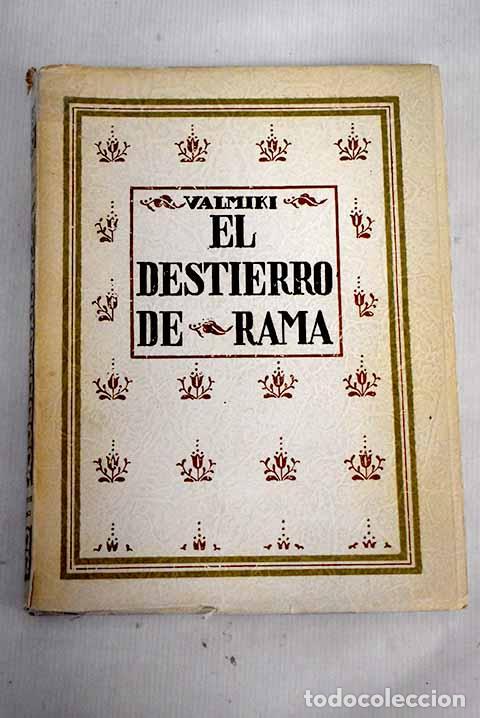 VALMIKI
EL
DESTIERRO
DE RAMA
todocoleccion